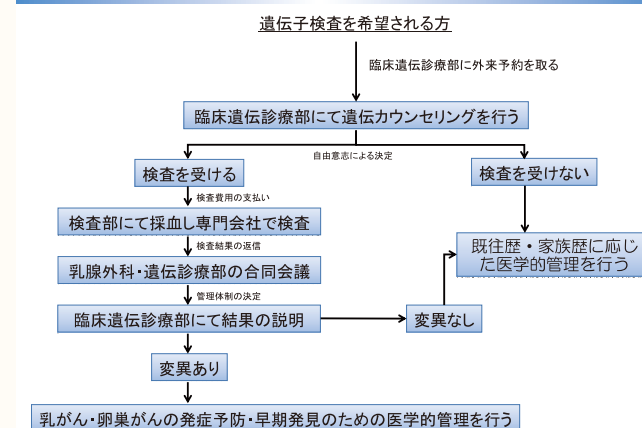 遺伝子検査を希望される方
臨床遺伝診療部に外来予約を取る
臨床遺伝診療部にて遺伝カウンセリングを行う
自由意志による決定
検査を受ける
検査を受けない
検査費用の支払い
検査部にて採血し専門会社で検査
検査結果の返信
既往歴・家族歴に応じ
た医学的管理を行う
乳腺外科・遺伝診療部の合同会議
管理体制の決定
臨床遺伝診療部にて結果の説明
変異なし
変異あり
乳がん・卵巣がんの発症予防・早期発見のための医学的管理を行う